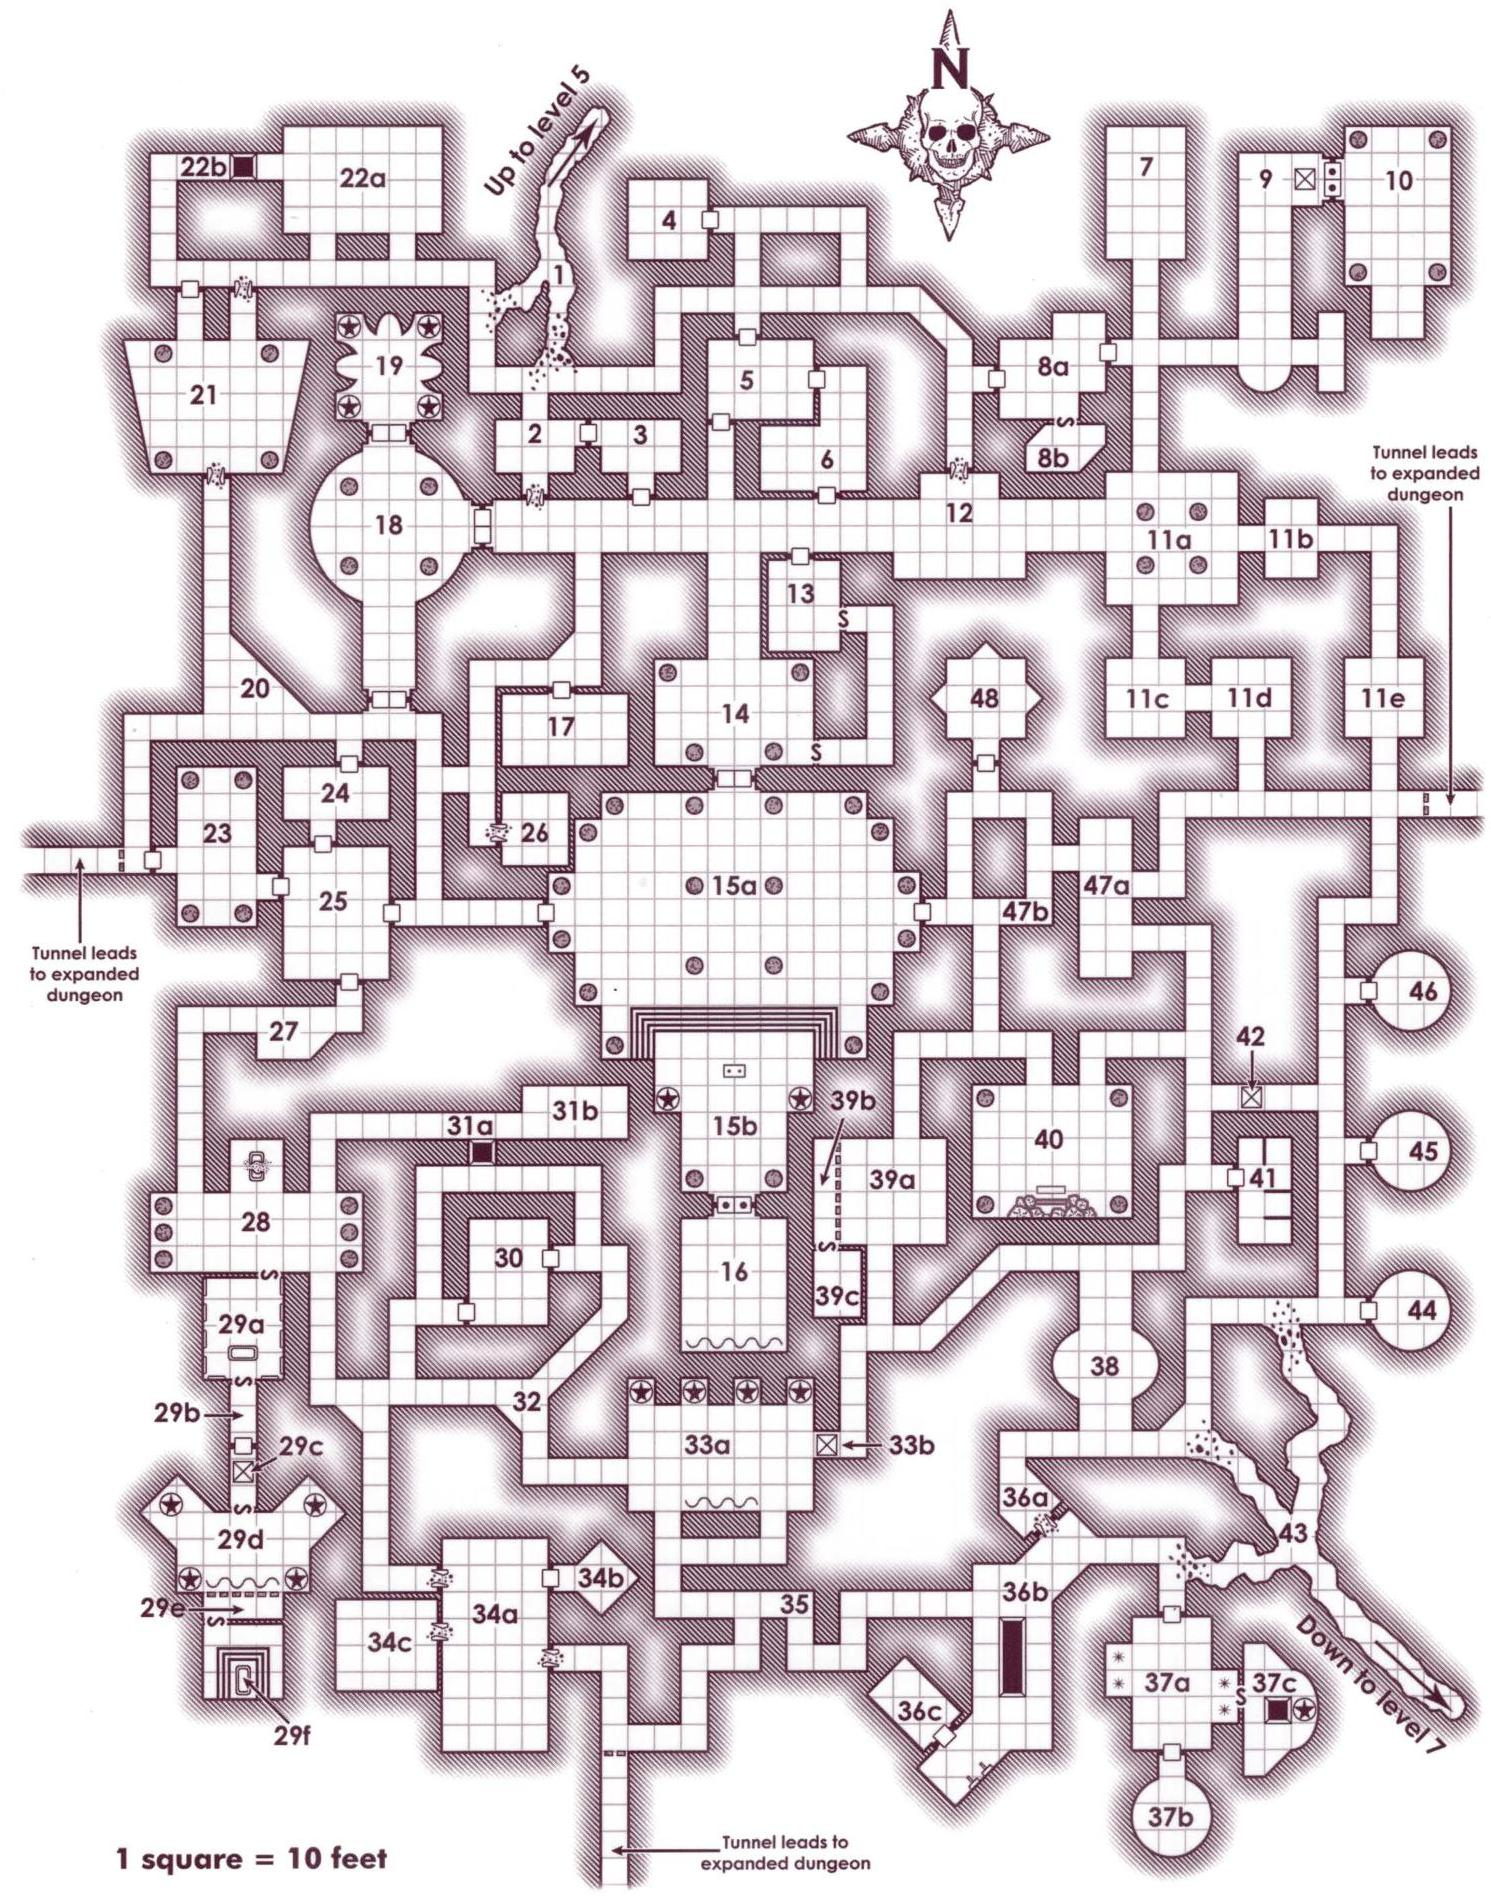 N
Up to level 5
22b
22a
4
7
9
10
1
19
5
8a
21
2
3
6
8b
Tunnel leads
to expanded
dungeon
18
12
11a
11b
13
20
14
17
48
11c
11d
11e
24
23
26
25
15a
47a
47b
Tunnel leads
to expanded
dungeon
27
46
42
31b
31a
39b
15b
40
45
28
39a
41
S
S
S
30
16
39c
29a
S
S
44
38
32
29b
S
29c
33a
33b
36a
S
29d
43
34b
36b
29e
S
34a
35
34c
37a
37c
S
36c
Down to level 7
29f
37b
1 square = 10 feet
Tunnel leads to
expanded dungeon